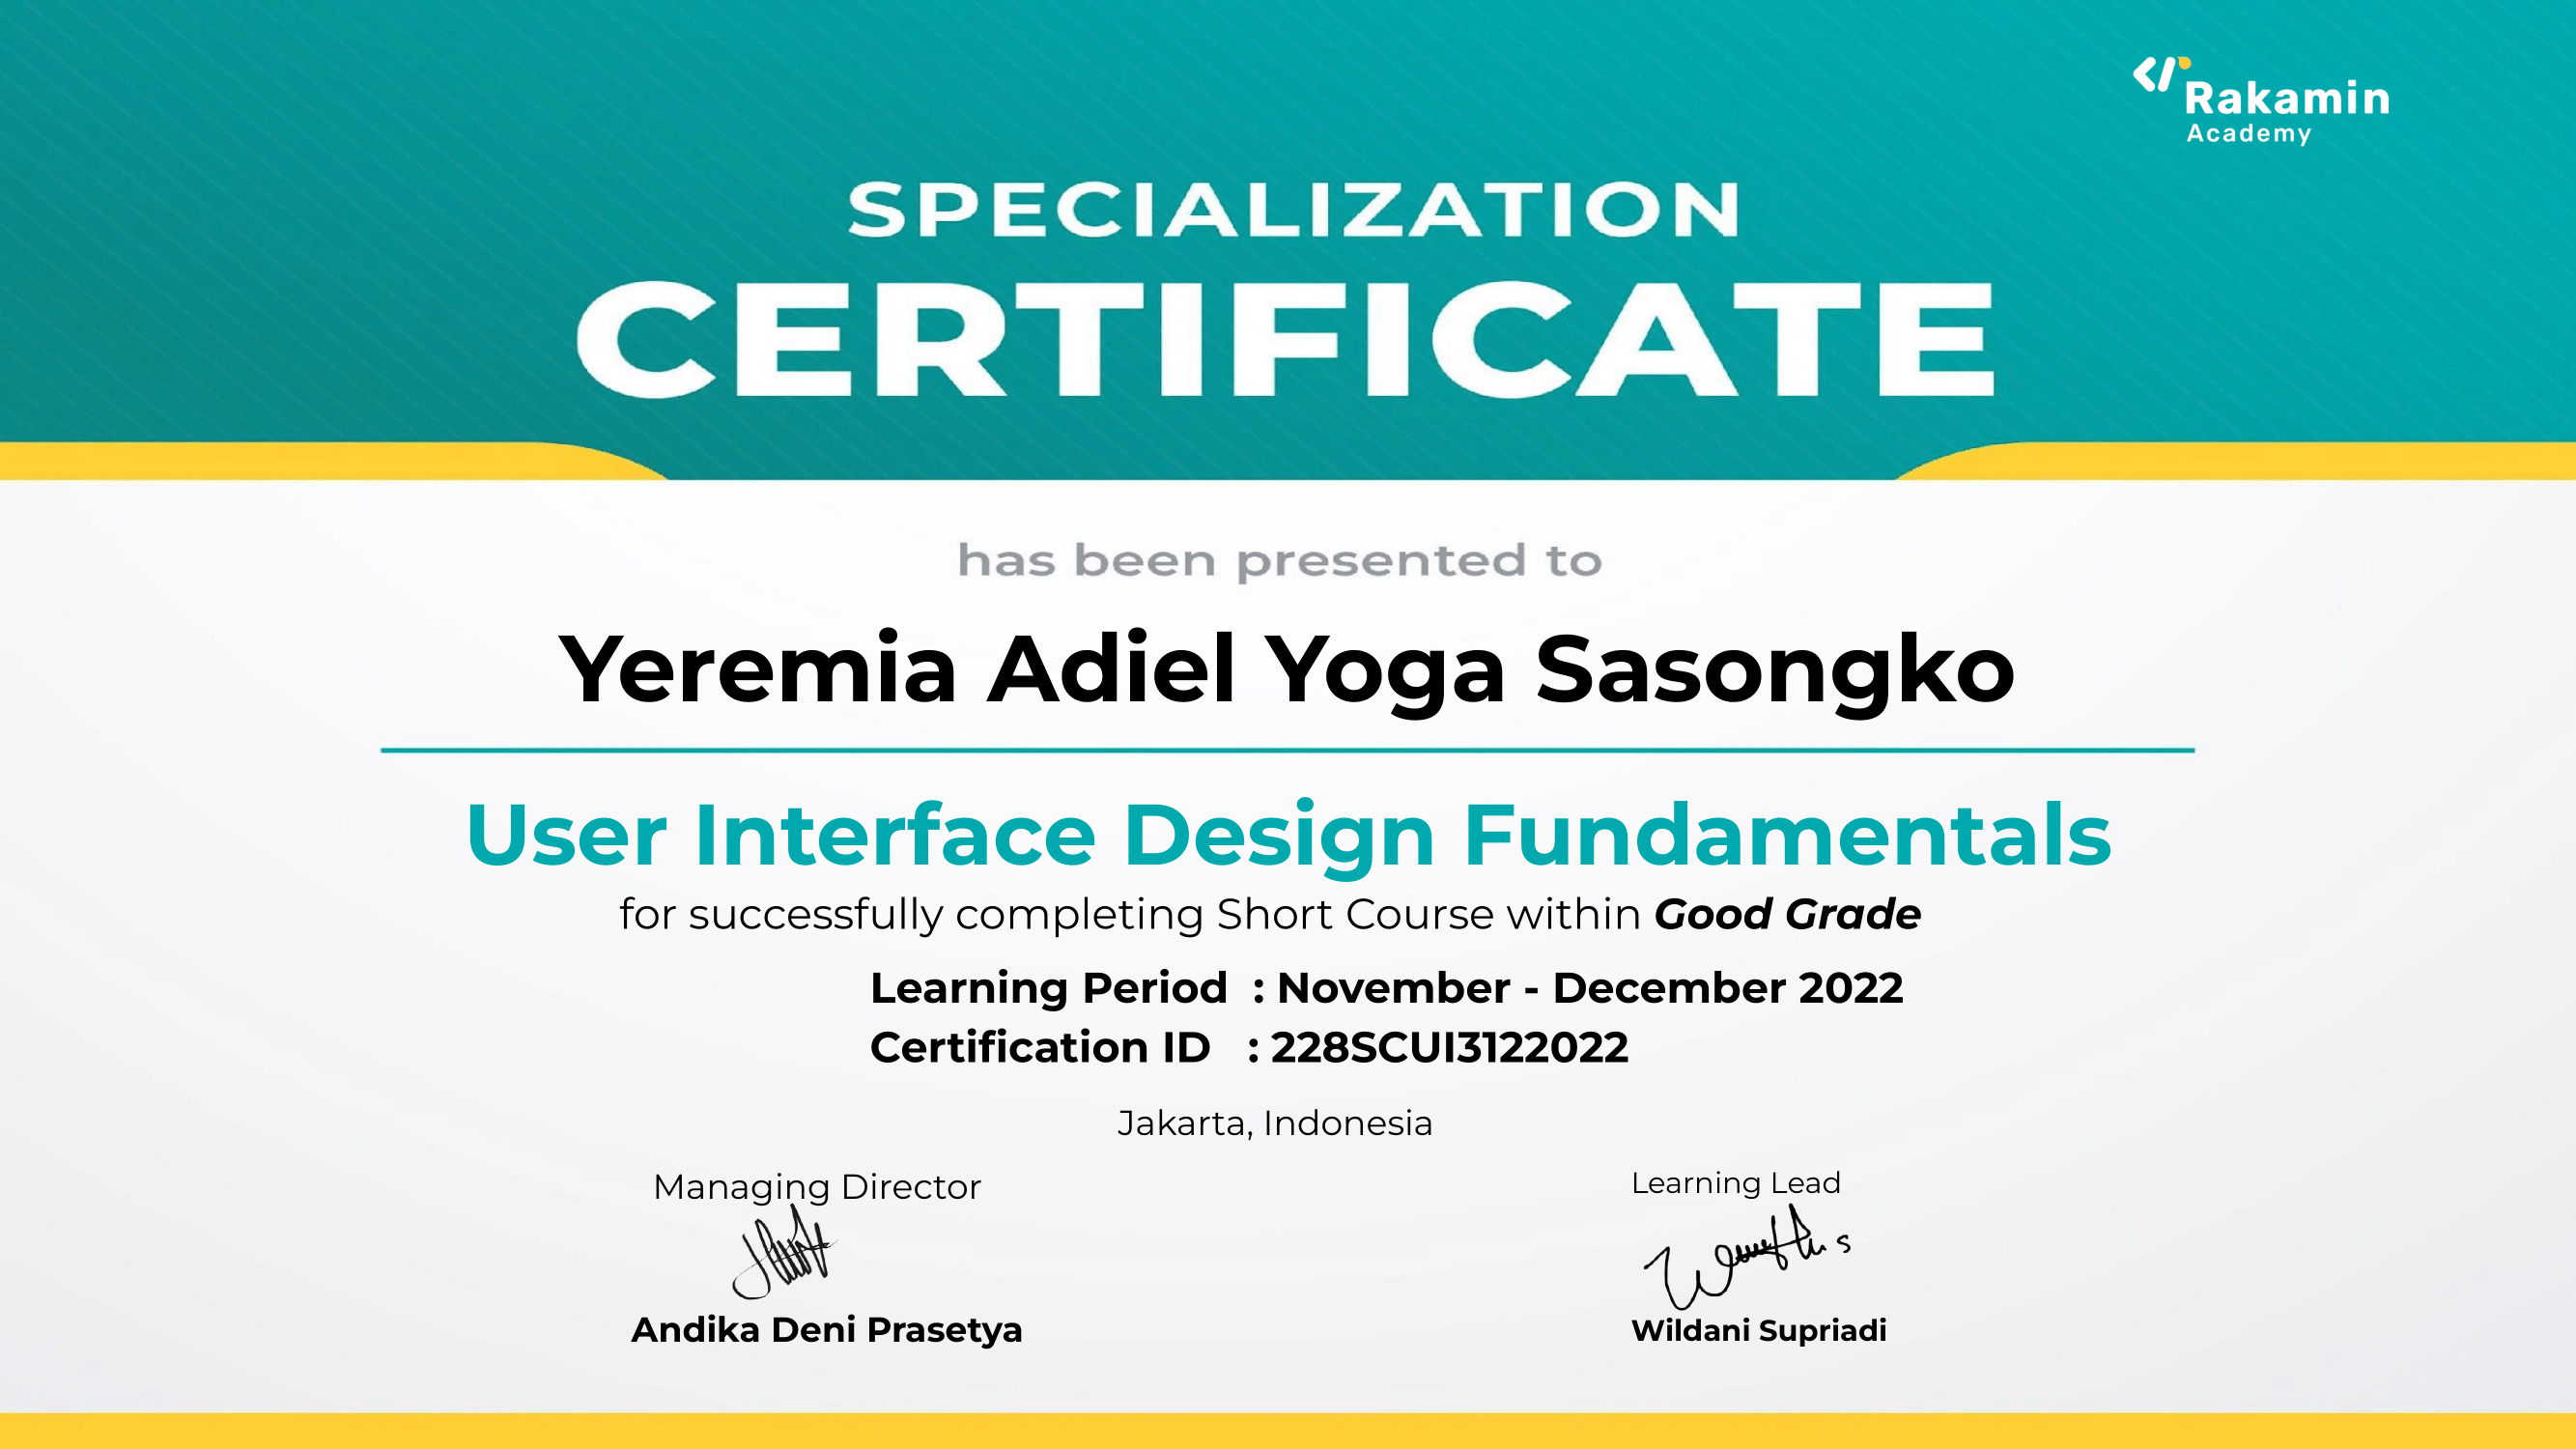 Rakamin
Academy
SPECIALIZATION
CERTIFICATE
has been presented to
Yeremia Adiel Yoga Sasongko
User Interface Design Fundamentals
for successfully completing Short Course within Good Grade
Learning Period : November - December 2022
Certification ID : 228SCUI3122022
Jakarta, Indonesia
Managing Director
Andika Deni Prasetya
Learning Lead
Wildani Supriadi